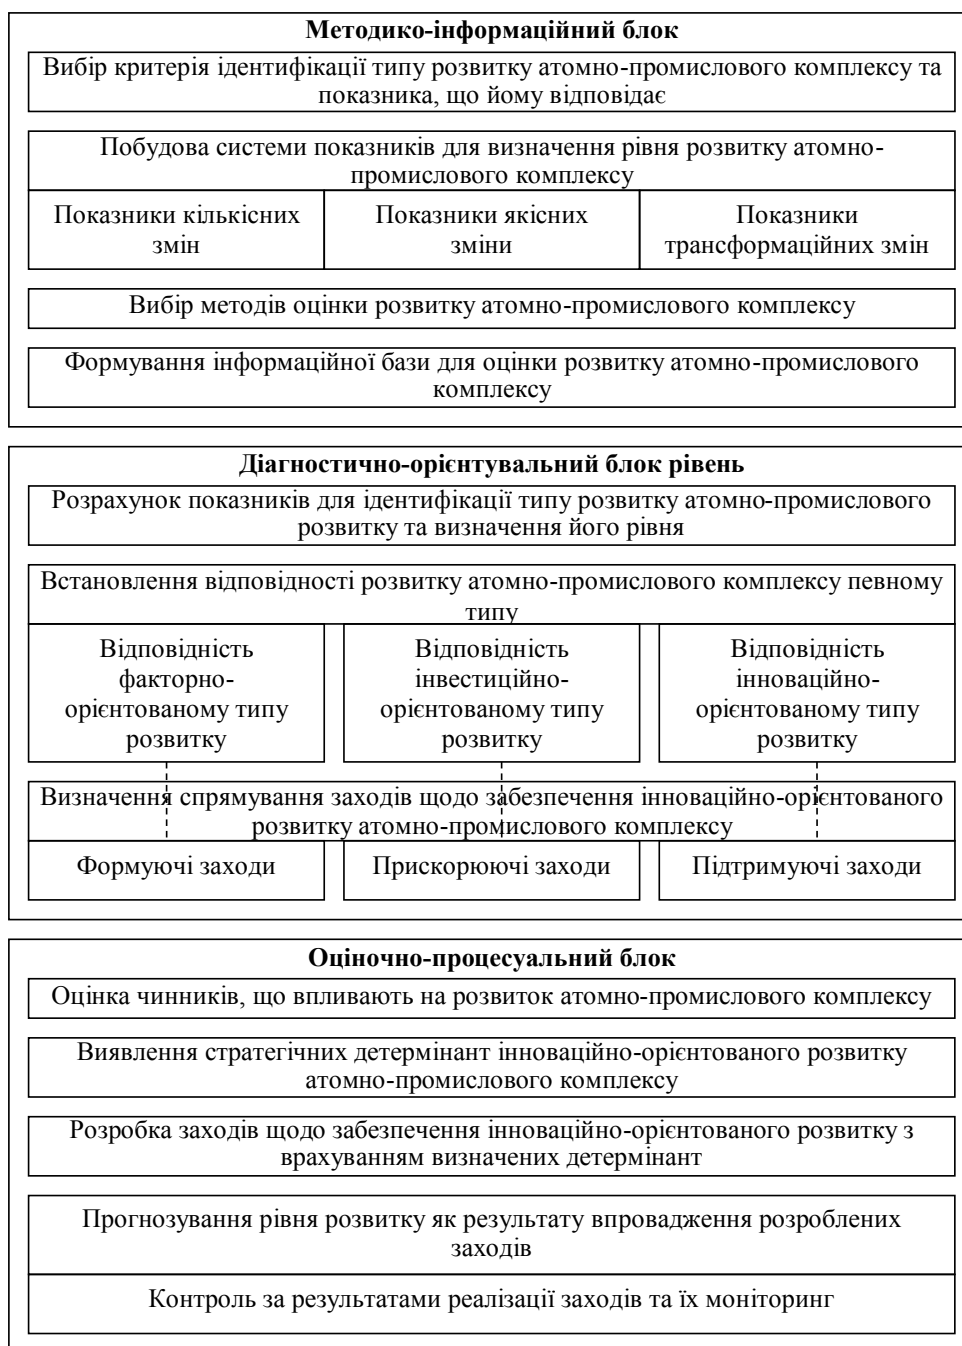 Методико-інформаційний блок
Вибір критерія ідентифікації типу розвитку атомно-промислового комплексу та
показника, що йому відповідає
Побудова системи показників для визначення рівня розвитку атомно-
промислового комплексу
Показники кількісних
змін
Показники якісних
зміни
Показники
трансформаційних змін
Вибір методів оцінки розвитку атомно-промислового комплексу
Формування інформаційної бази для оцінки розвитку атомно-промислового
комплексу
Діагностично-орієнтувальний блок рівень
Розрахунок показників для ідентифікації типу розвитку атомно-промислового
розвитку та визначення його рівня
Встановлення відповідності розвитку атомно-промислового комплексу певному
типу
Відповідність
факторно-
орієнтованому типу
розвитку
Відповідність
інвестиційно-
орієнтованому типу
розвитку
Відповідність
інноваційно-
орієнтованому типу
розвитку
Визначення спрямування заходів щодо забезпечення інноваційно-орієнтованого
розвитку атомно-промислового комплексу
Формуючі заходи
Прискорюючі заходи
Підтримуючі заходи
Оціночно-процесуальний блок
Оцінка чинників, що впливають на розвиток атомно-промислового комплексу
Виявлення стратегічних детермінант інноваційно-орієнтованого розвитку
атомно-промислового комплексу
Розробка заходів щодо забезпечення інноваційно-орієнтованого розвитку з
врахуванням визначених детермінант
Прогнозування рівня розвитку як результату впровадження розроблених
заходів
Контроль за результатами реалізації заходів та їх моніторинг